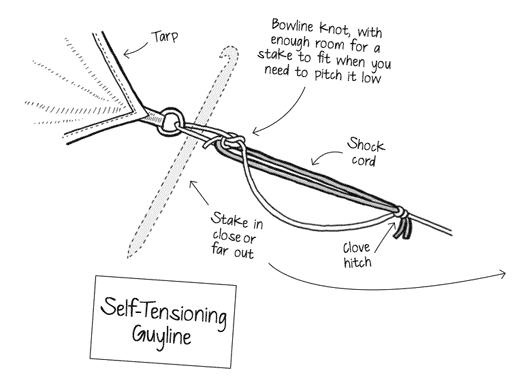 Tarp
Bowline knot, with
enough room for a
stake to fit when you
need to pitch it low
Shock
cord
Stake in
close or
far out
Clove
hitch
Self-Tensioning
Guyline